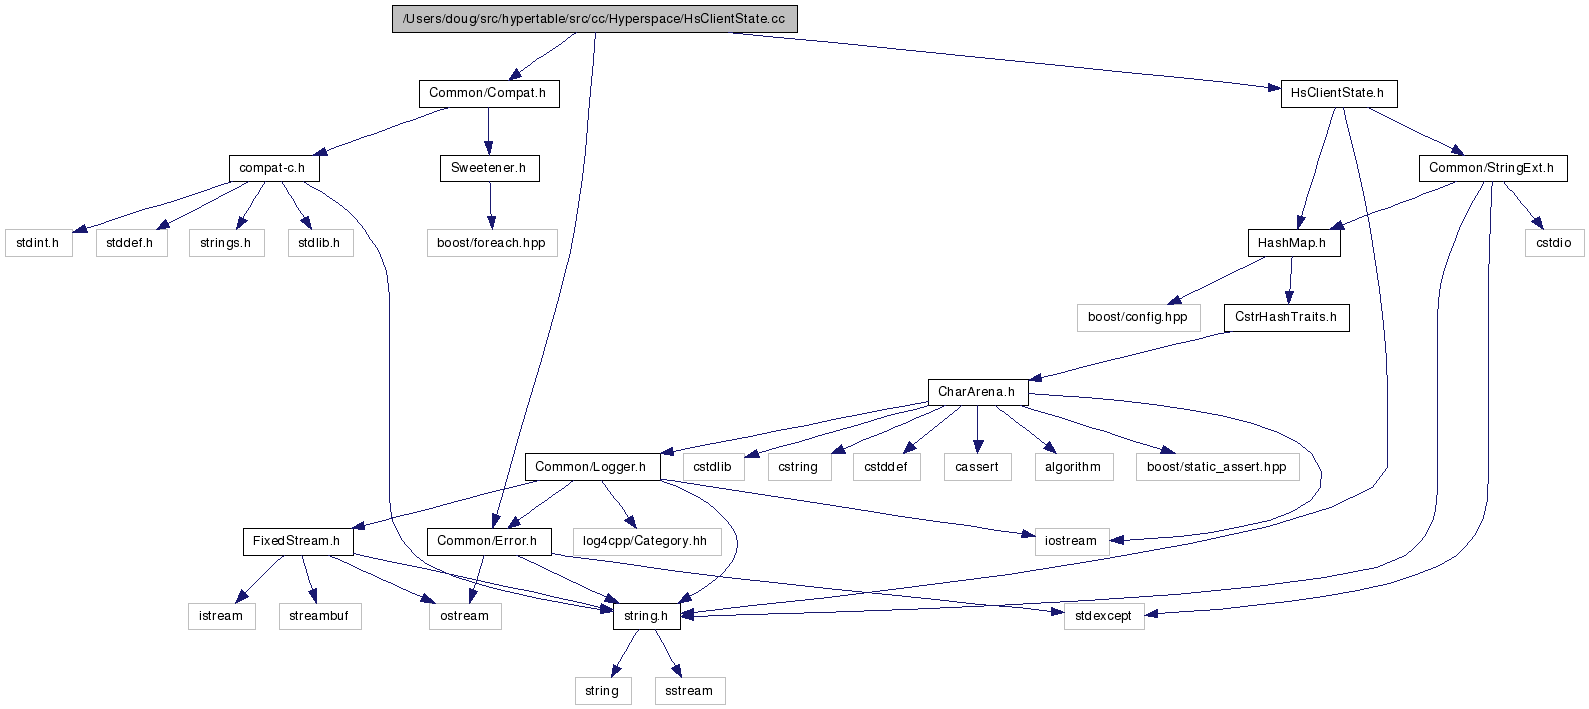 /Users/doug/src/hypertable/src/cc/Hyperspace/HsClientState.cc
Common/Compat.h
HsClientState.h
compat-c.h
Sweetener.h
Common/StringExt.h
stdint.h
stddef.h
strings.h
stdlib.h
boost/foreach.hpp
HashMap.h
cstdio
boost/config.hpp
CstrHashTraits.h
CharArena.h
Common/Logger.h
cstdlib
cstring
cstddef
cassert
algorithm
boost/static_assert.hpp
FixedStream.h
Common/Error.h
log4cpp/Category.hh
iostream
istream
streambuf
ostream
string.h
stdexcept
string
sstream